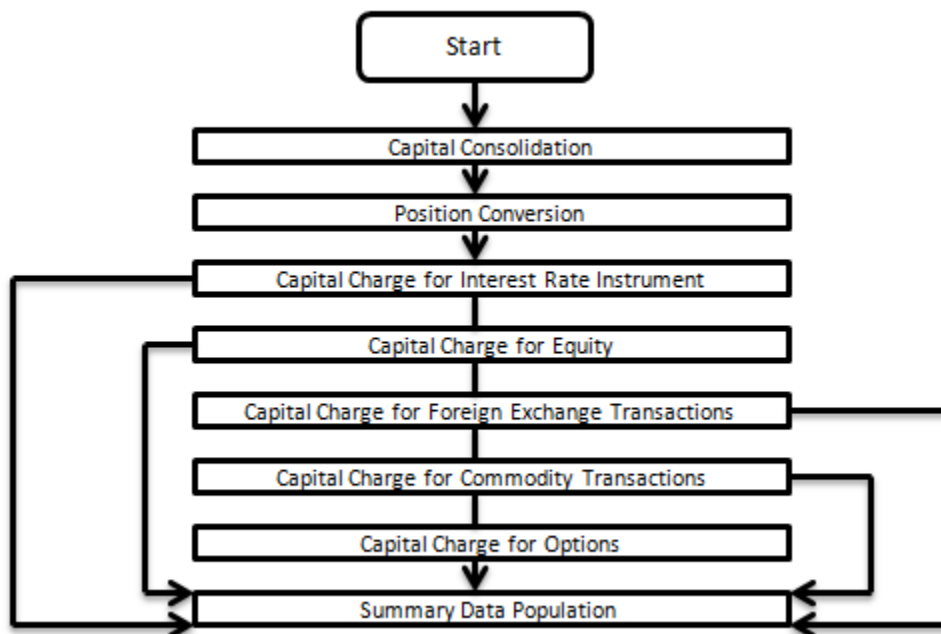 Start
Capital Consolidation
Position Conversion
Capital Charge for Interest Rate Instrument
Capital Charge for Equity
Capital Charge for Foreign Exchange Transactions
Capital Charge for Commodity Transactions
Capital Charge for Options
Summary Data Population